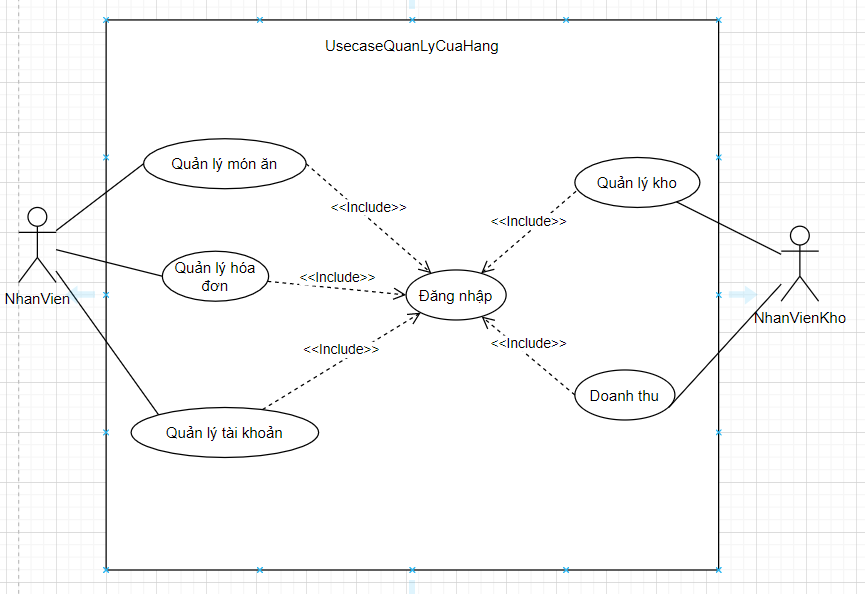 UsecaseQuanLyCuaHang
Quản lý món ăn
<<Include>>
Quản lý kho
<<Include>>
NhanVien
Quản lý hóa
đơn
<<Include>>
Đăng nhập
NhanVienKho
<<Include>>
<<Include>>
Doanh thu
Quản lý tài khoản